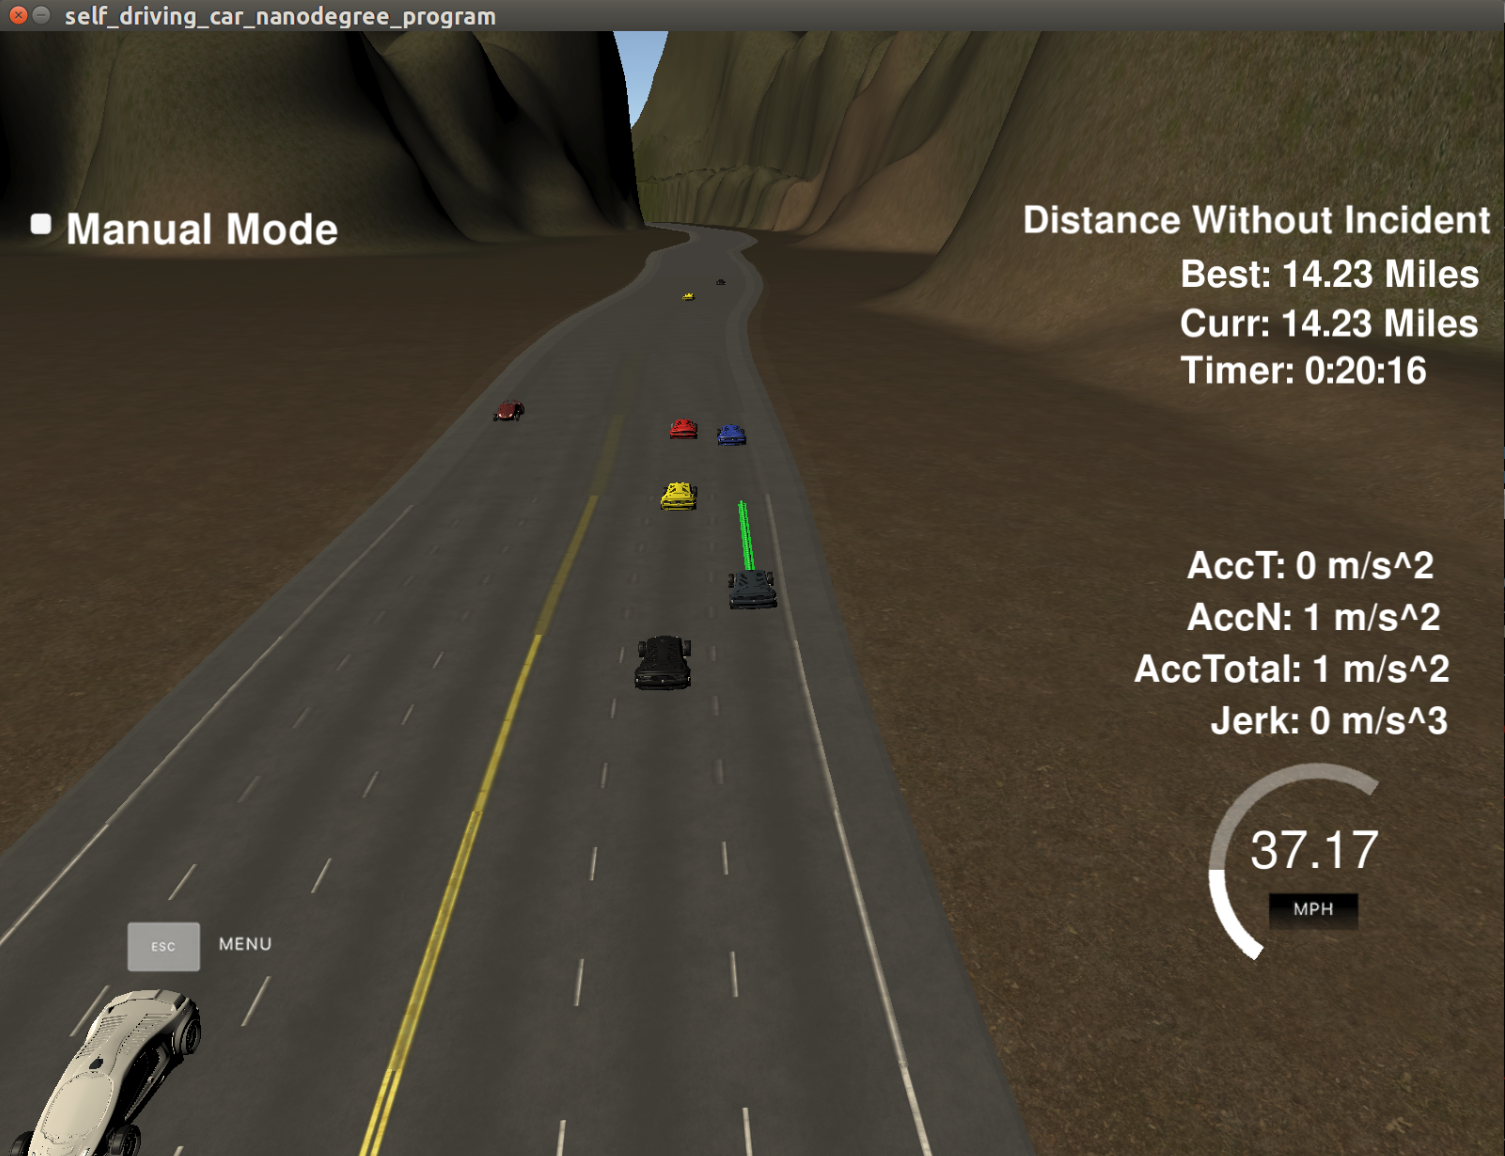 self_driving_car_nanodegree_program
Manual Mode
Distance Without Incident
Best: 14.23 Miles
Curr: 14.23 Miles
Timer: 0:20:16
AccT: 0 m/s^2
AccN: 1 m/s^2
AccTotal: 1 m/s^2
Jerk: 0 m/s^3
37.17
MPH
ESC MENU